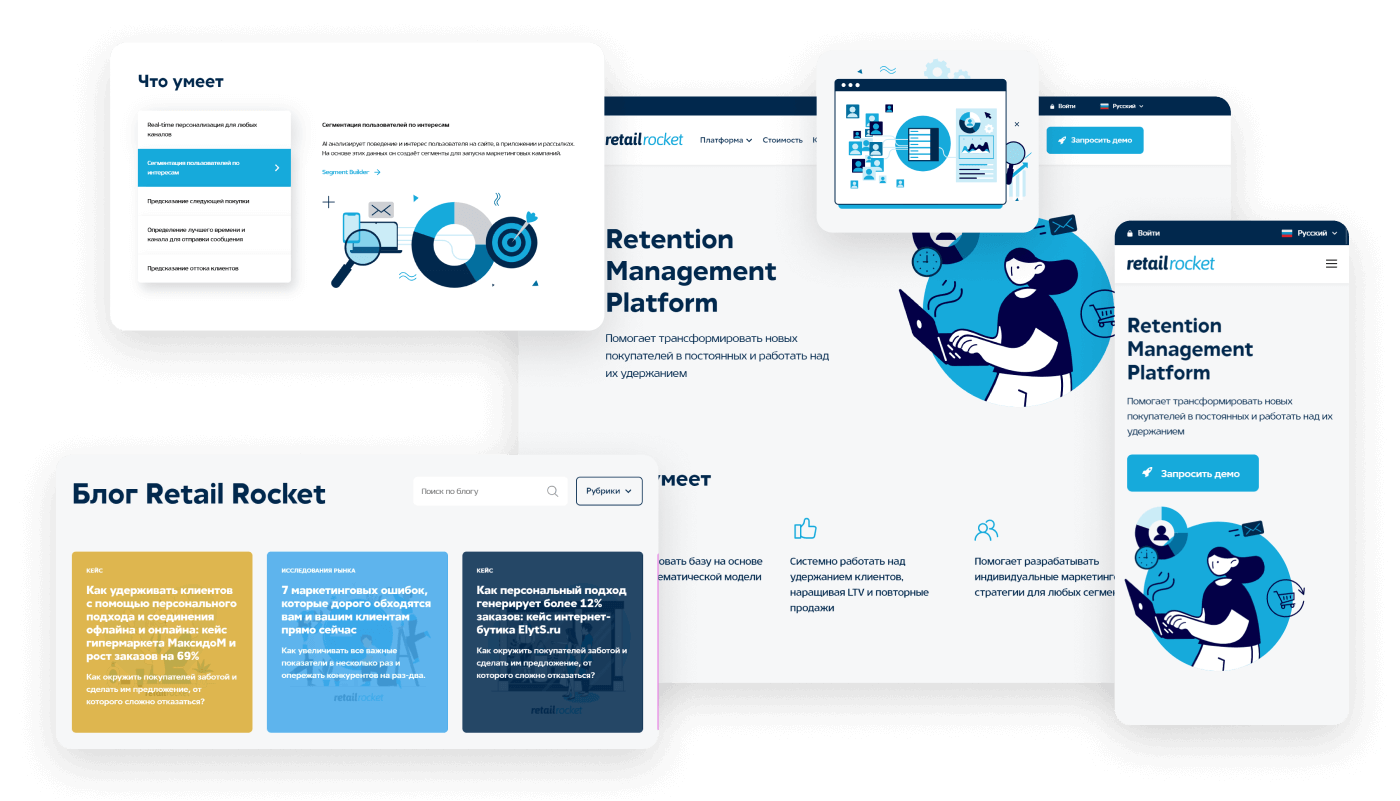 Что умеет
Real-time персонализация для любых
каналов
Сегментация пользователей по
интересам
Предсказание следующей покупки
Определение лучшего времени и
канала для отправки сообщения
Предсказание оттока клиентов
Сегментация пользователей по интересам
AI анализирует поведение и интерес пользователя на сайте, в приложении и рассылках.
На основе этих данных он создаёт сегменты для запуска маркетинговых кампаний.
Segment Builder
Войти
Русский
retailrocket
Платформа
Стоимость
Запросить демо
Retention
Management
Platform
Помогает трансформировать новых
покупателей в постоянных и работать над
их удержанием
умеет
овать базу на основе
ематической модели
Системно работать над
удержанием клиентов,
наращивая LTV и повторные
продажи
Помогает разрабатывать
индивидуальные маркетинг
стратегии для любых сегмен
Войти
Русский
retailrocket
Retention
Management
Platform
Помогает трансформировать новых
покупателей в постоянных и работать над их
удержанием
Запросить демо
Блог Retail Rocket
Поиск по блогу
Рубрики
КЕЙС
Как удерживать клиентов
с помощью персонального
подхода и соединения
офлайна и онлайна: кейс
гипермаркета МаксидоМ и
рост заказов на 69%
Как окружить покупателей заботой и
сделать им предложение, от
которого сложно отказаться?
ИССЛЕДОВАНИЯ РЫНКА
7 маркетинговых ошибок,
которые дорого обходятся
вам и вашим клиентам
прямо сейчас
Как увеличивать все важные
показатели в несколько раз и
опережать конкурентов на раз-два.
retailrocket
КЕЙС
Как персональный подход
генерирует более 12%
заказов: кейс интернет-
бутика ElytS.ru
Как окружить покупателей заботой и
сделать им предложение, от
которого сложно отказаться?
retailrocket